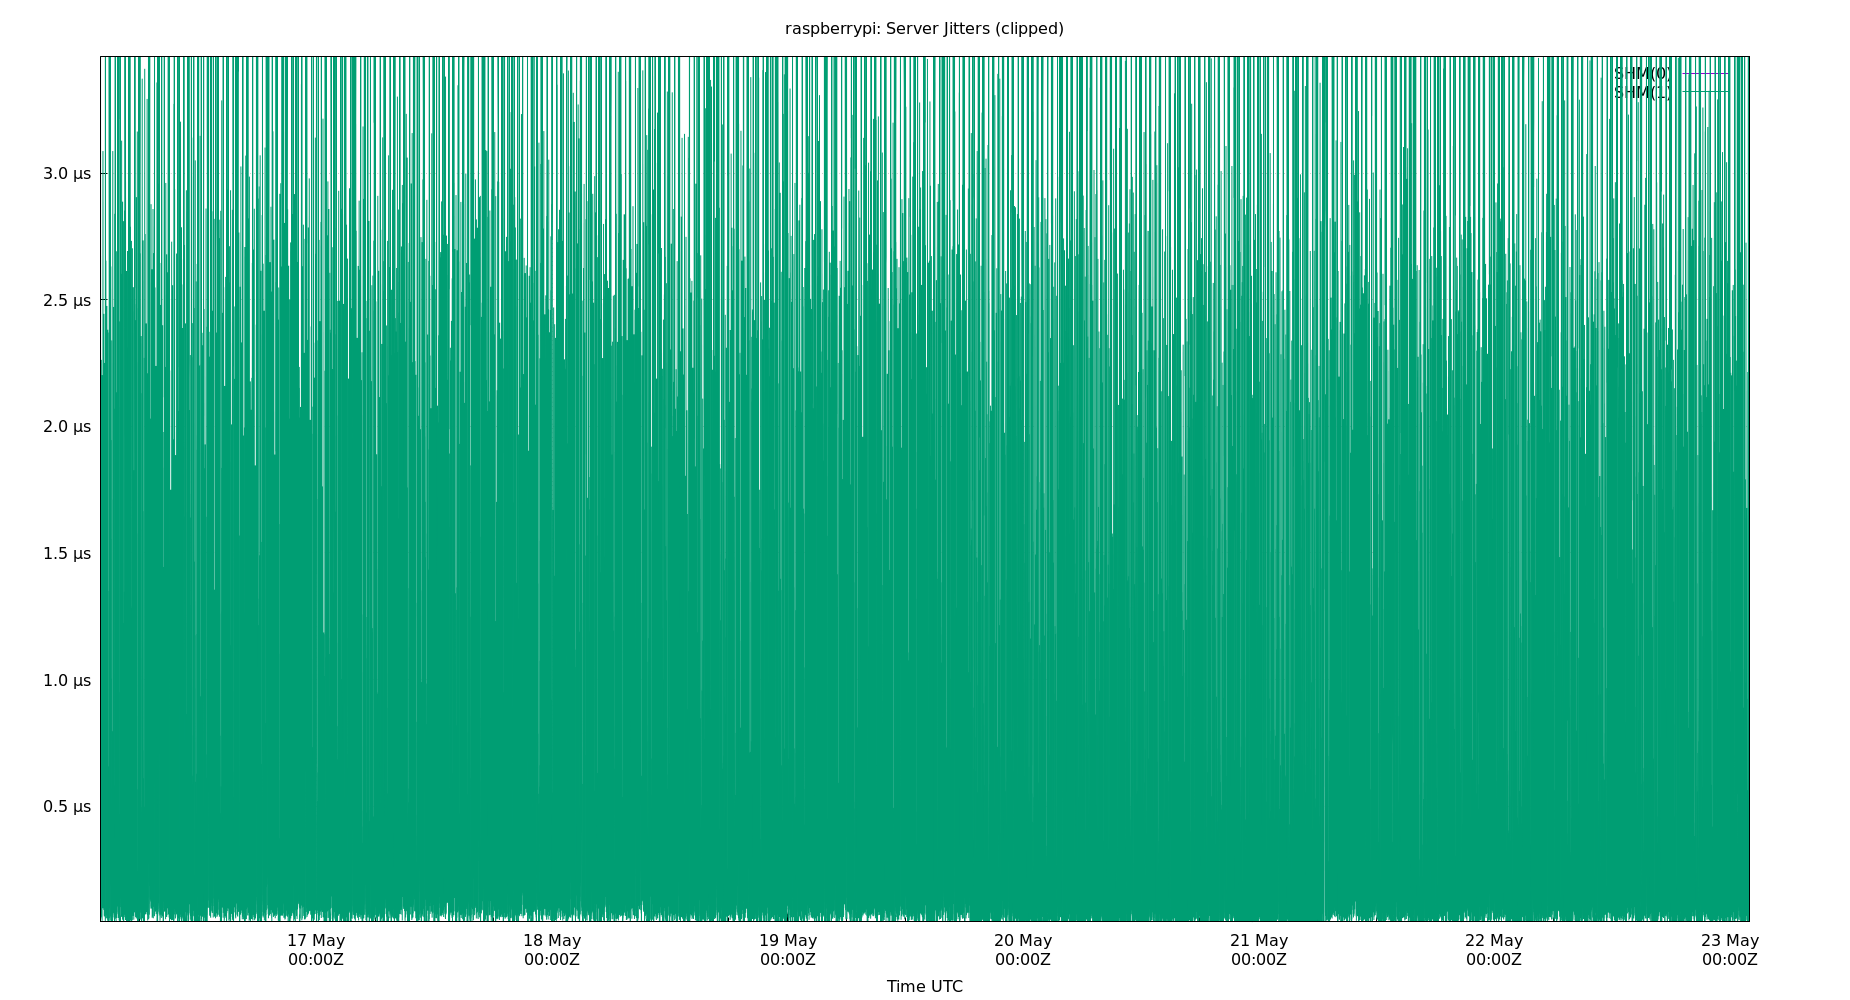 raspberrypi: Server Jitters (clipped)
SHM(0)
SHM(1)
3.0 µs
2.5 µs
2.0 µs
1.5 µs
1.0 µs
0.5 µs
17 May 18 May 19 May 20 May 21 May 22 May 23 May
00:00Z 00:00Z 00:00Z 00:00Z 00:00Z 00:00Z 00:00Z
Time UTC